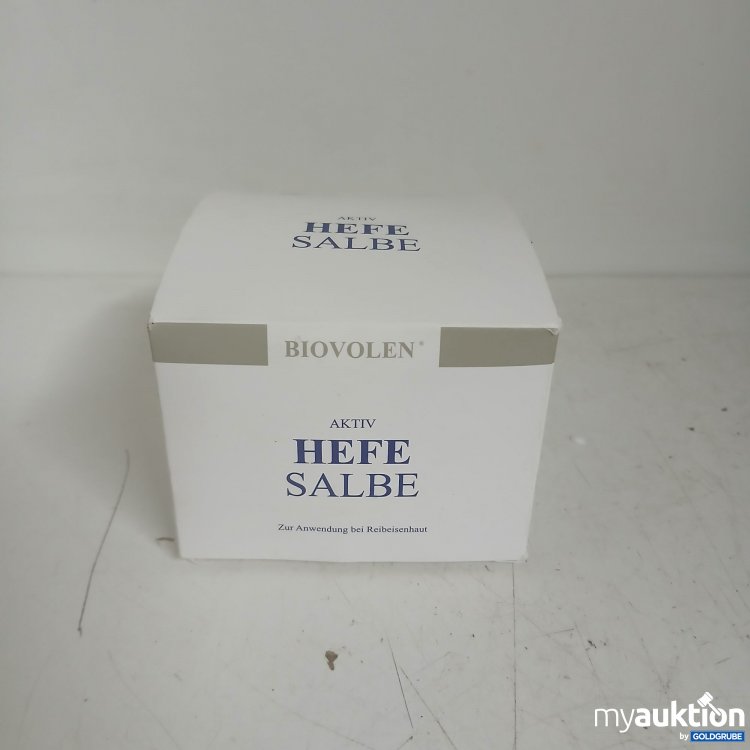 AKTIV
HEFE
SALBE
BIOVOLEN®
AKTIV
HEFE
SALBE
Zur Anwendung bei Reibeisenhaut
myauktion
by GOLDGRUBE